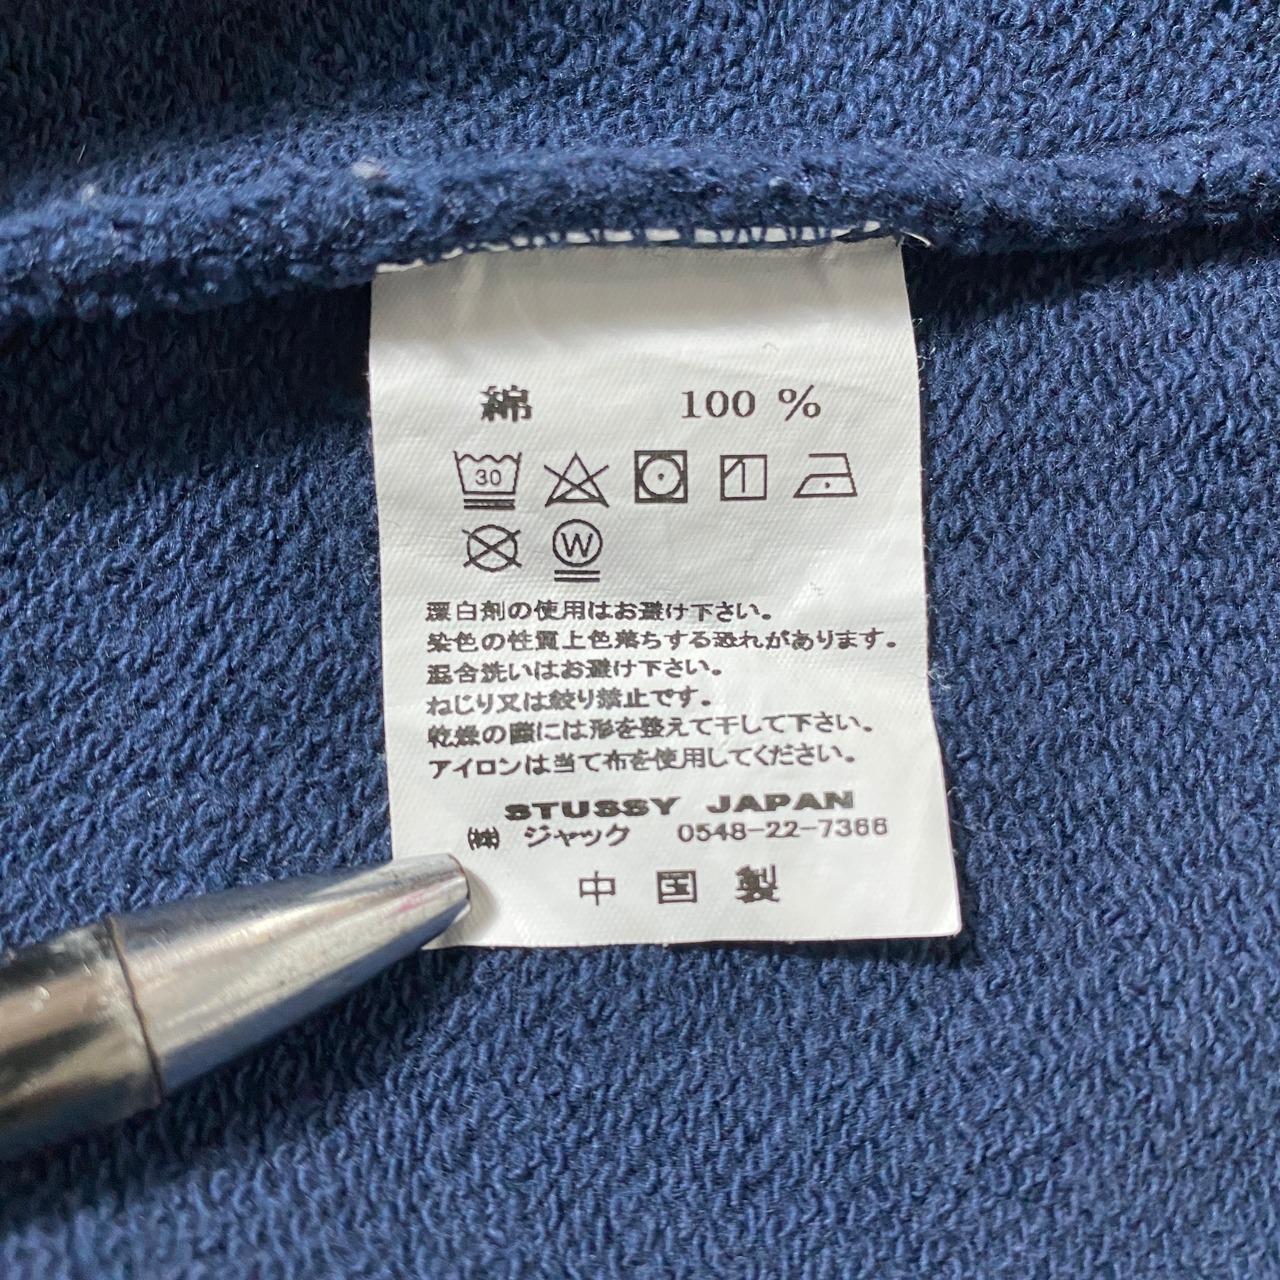 綿 100 %
30
W
漂白剤の使用はお避け下さい。
染色の性質上色落ちする恐れがあります。
混合洗いはお避け下さい。
ねじり又は絞り禁止です。
乾燥の際には形を整えて干して下さい。
アイロンは当て布を使用してください。
STUSSY JAPAN
㈱ ジャック 0548-22-7366
中国製